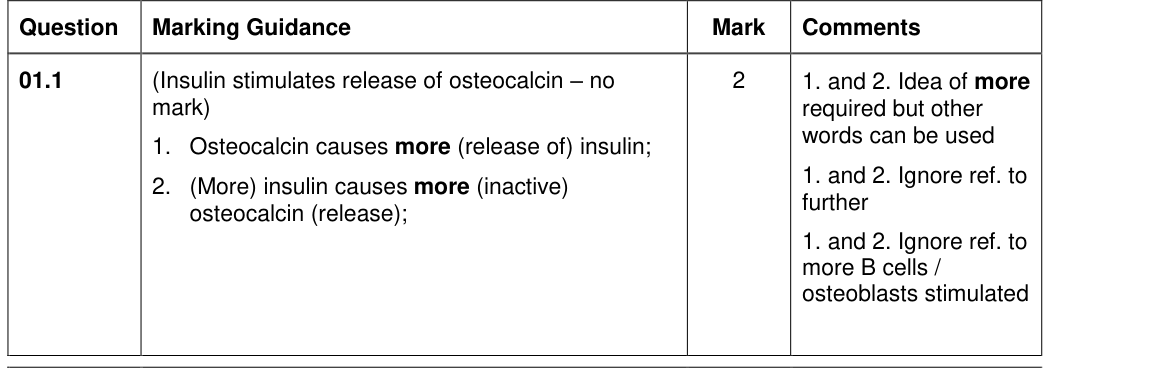 Question Marking Guidance Mark Comments
01.1 (Insulin stimulates release of osteocalcin – no
mark)
1. Osteocalcin causes more (release of) insulin;
2. (More) insulin causes more (inactive)
osteocalcin (release);
2
1. and 2. Idea of more
required but other
words can be used
1. and 2. Ignore ref. to
further
1. and 2. Ignore ref. to
more B cells /
osteoblasts stimulated